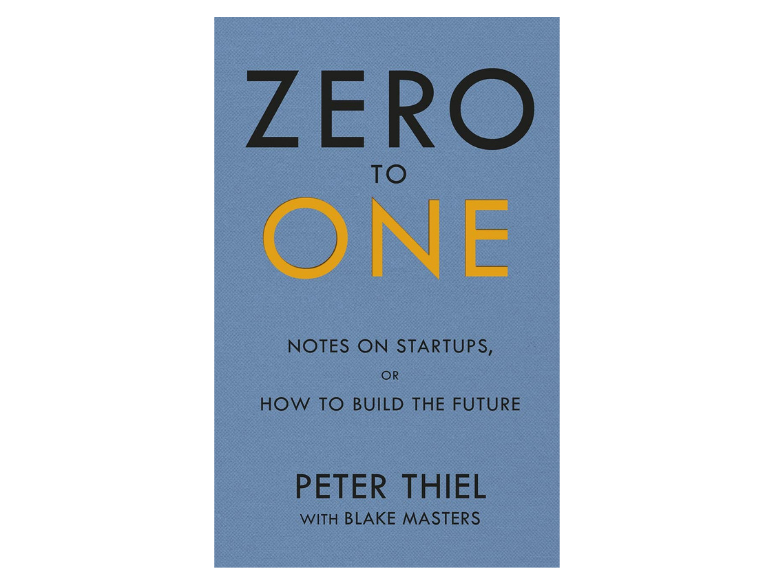 ZERO
TO
ONE
NOTES ON STARTUPS,
OR
HOW TO BUILD THE FUTURE
PETER THIEL
WITH BLAKE MASTERS